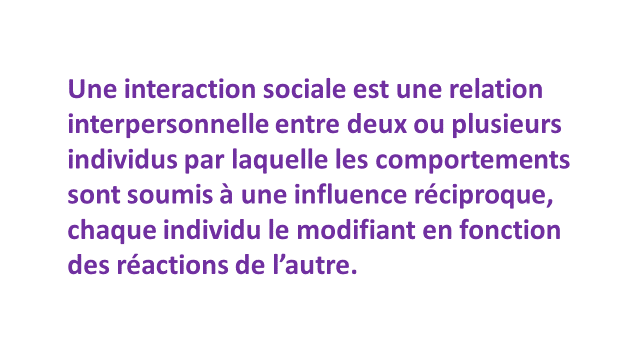 Une interaction sociale est une relation
interpersonnelle entre deux ou plusieurs
individus par laquelle les comportements
sont soumis à une influence réciproque,
chaque individu le modifiant en fonction
des réactions de l’autre.